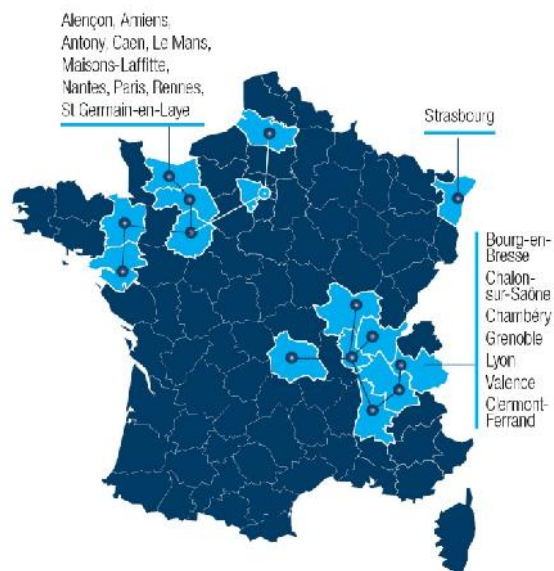 Alençon, Amiens,
Antony, Caen, Le Mans,
Maisons-Laffitte,
Nantes, Paris, Rennes,
St Germain-en-Laye
Strasbourg
Bourg-en-
Bresse
Chalon-
sur-Saône
Chambéry
Grenoble
Lyon
Valence
Clermont-
Ferrand